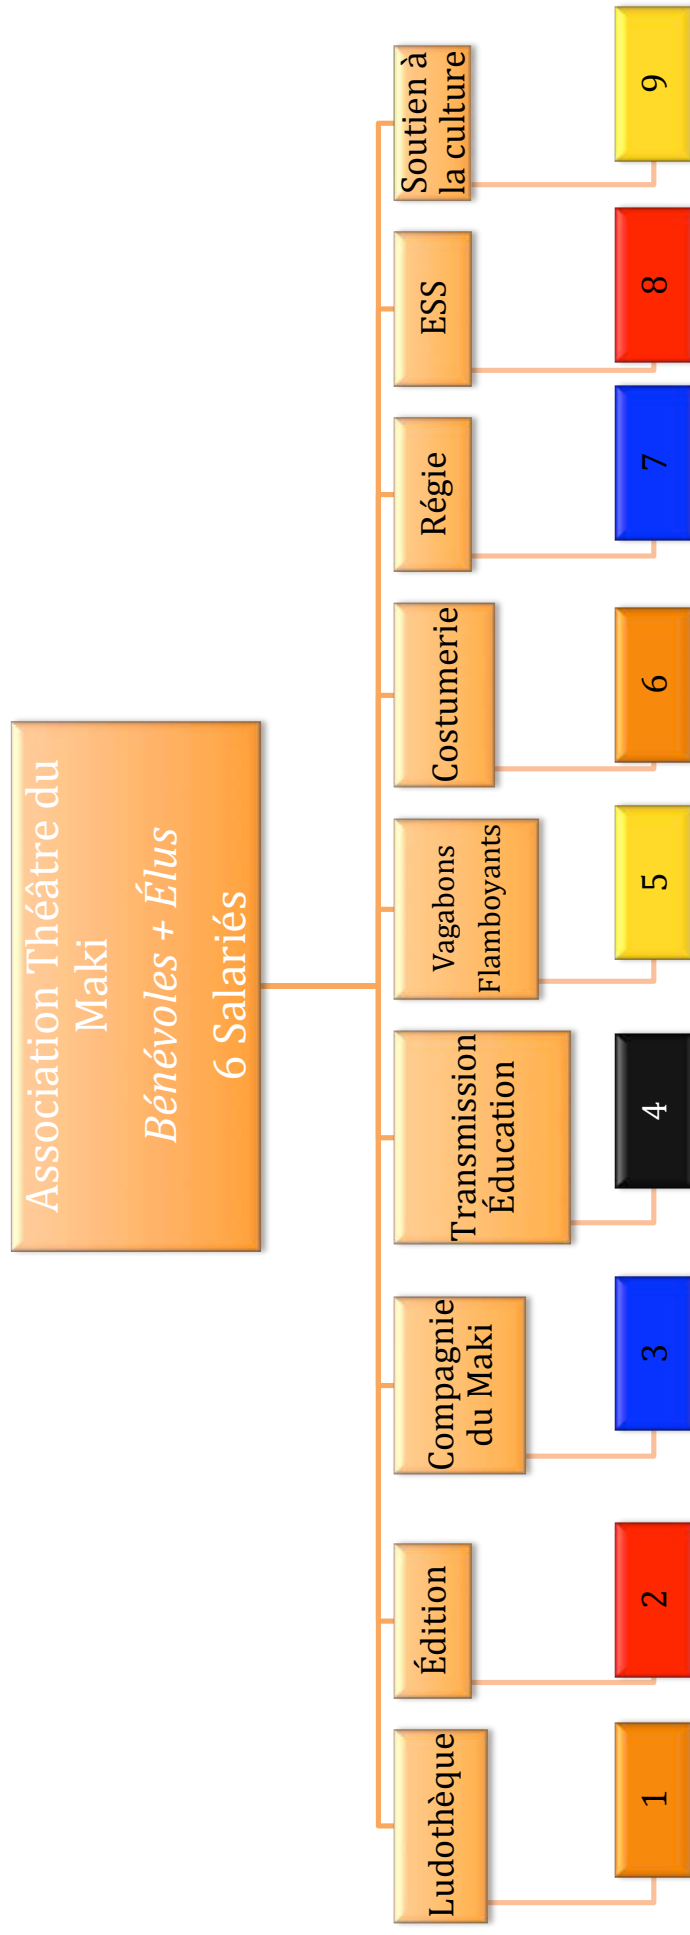 Association Théâtre du
Maki
Bénévoles + Élus
6 Salariés
Ludothèque
Édition
Compagnie
du Maki
Transmission
Éducation
Vagabons
Flamboyants
Costumerie
Régie
ESS
Soutien à
la culture
1
2
3
4
5
6
7
8
9